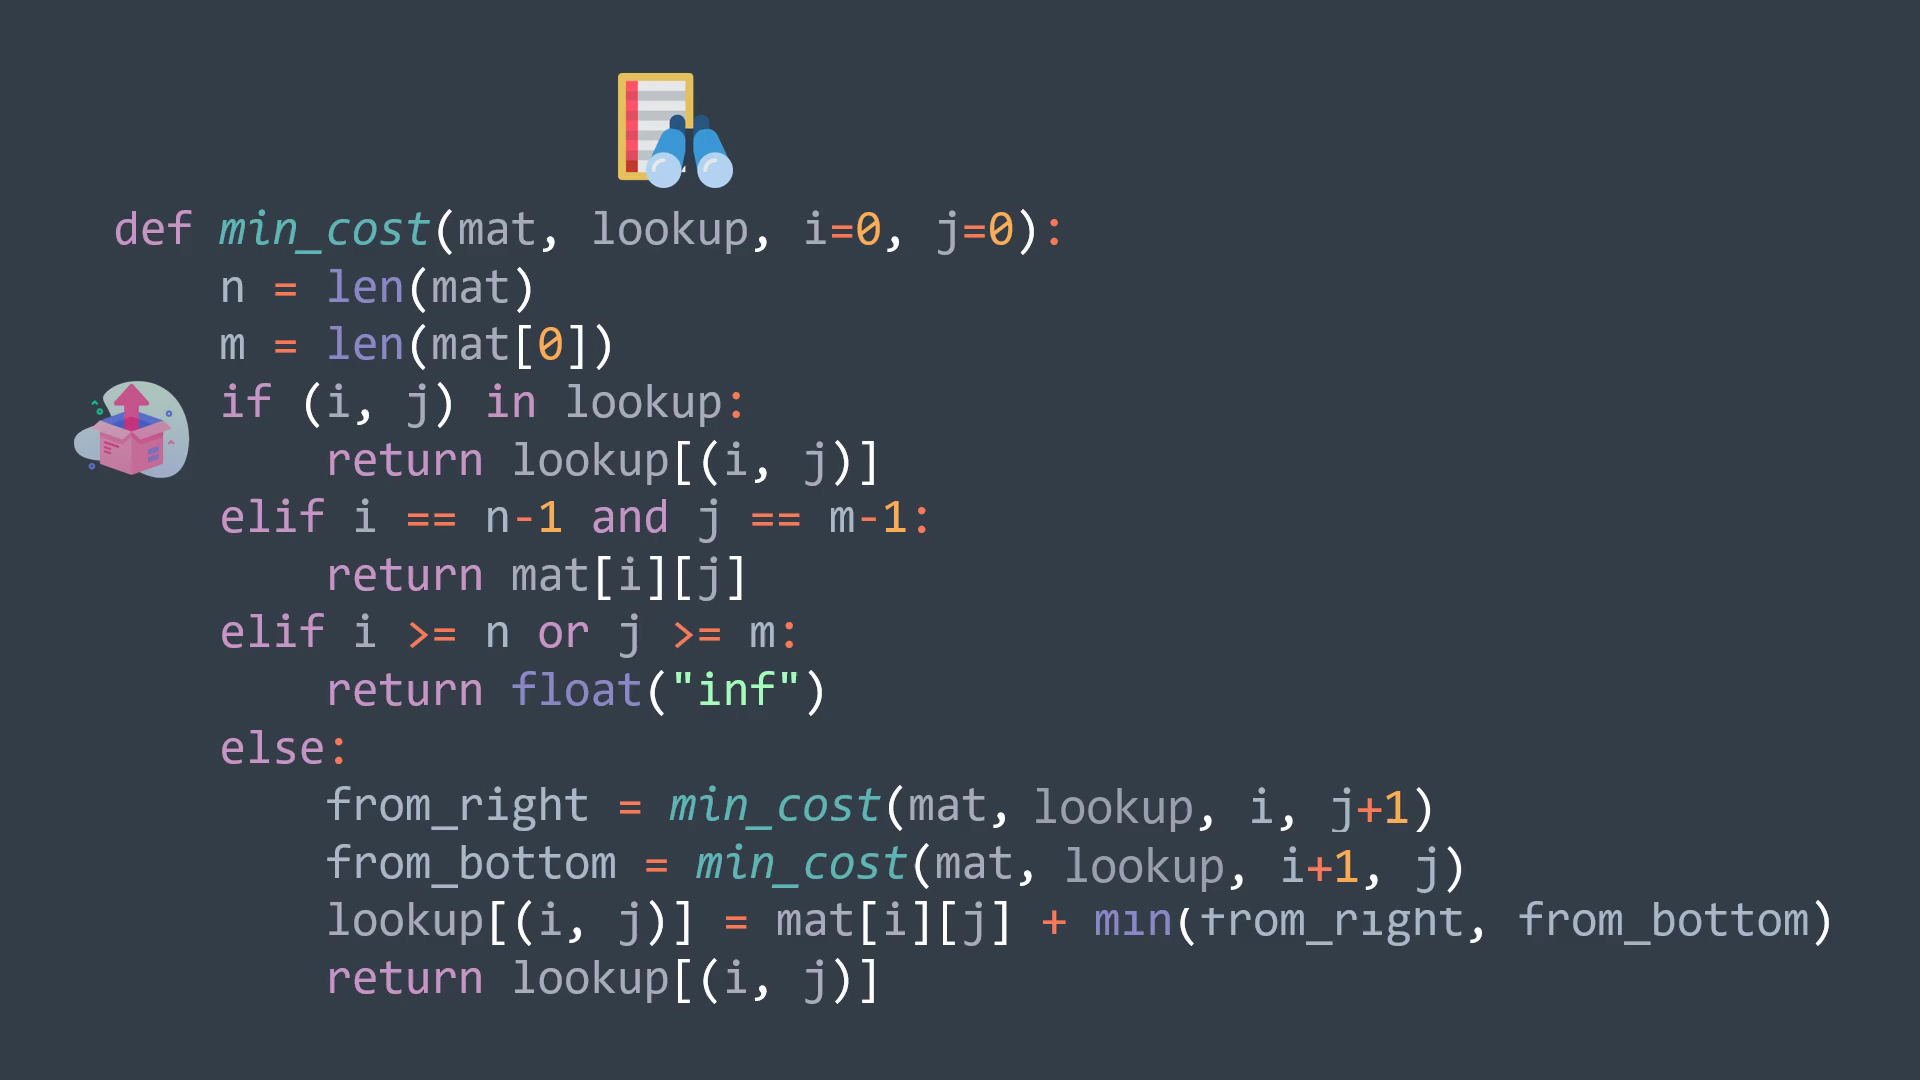 def min_cost(mat, lookup, i=0, j=0):
    n = len(mat)
    m = len(mat[0])
    if (i, j) in lookup:
        return lookup[(i, j)]
    elif i == n-1 and j == m-1:
        return mat[i][j]
    elif i >= n or j >= m:
        return float("inf")
    else:
        from_right = min_cost(mat, lookup, i, j+1)
        from_bottom = min_cost(mat, lookup, i+1, j)
        lookup[(i, j)] = mat[i][j] + min(from_right, from_bottom)
        return lookup[(i, j)]